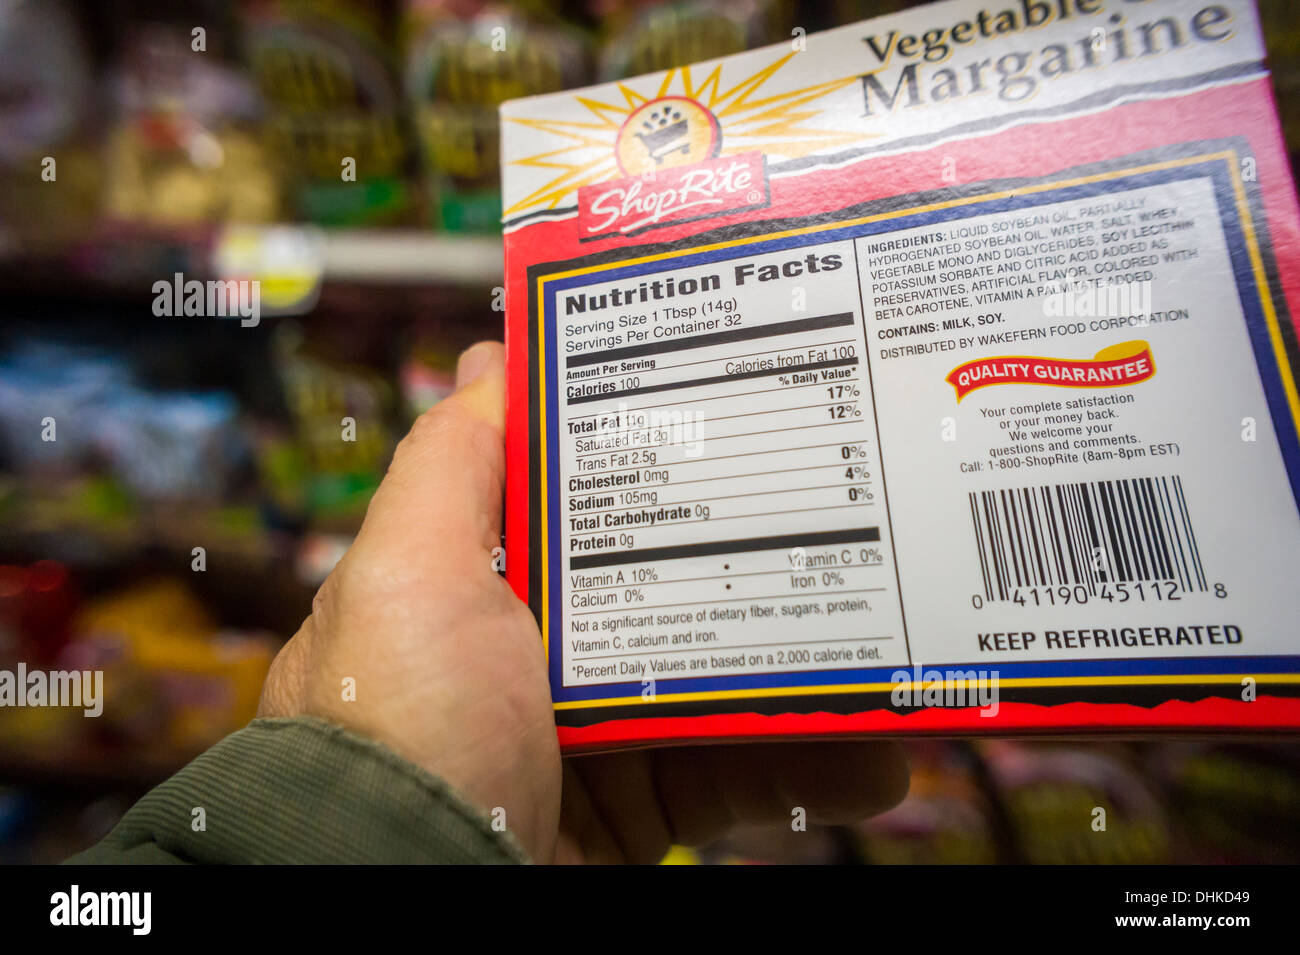 Vegetable
Margarine
ShopRite®
Nutrition Facts
Serving Size 1 Tbsp (14g)
Servings Per Container 32
Amount Per Serving
Calories 100 Calories from Fat 100
% Daily Value*
Total Fat 11g 17%
Saturated Fat 2g 12%
Trans Fat 2.5g
Cholesterol 0mg 0%
Sodium 105mg 4%
Total Carbohydrate 0g 0%
Protein 0g
Vitamin A 10% • Vitamin C 0%
Calcium 0% • Iron 0%
Not a significant source of dietary fiber, sugars, protein,
Vitamin C, calcium and iron.
*Percent Daily Values are based on a 2,000 calorie diet.
INGREDIENTS: LIQUID SOYBEAN OIL, PARTIALLY
HYDROGENATED SOYBEAN OIL, WATER, SALT, WHEY,
VEGETABLE MONO AND DIGLYCERIDES, SOY LECITHIN
POTASSIUM SORBATE AND CITRIC ACID ADDED AS
PRESERVATIVES, ARTIFICIAL FLAVOR, COLORED WITH
BETA CAROTENE, VITAMIN A PALMITATE ADDED.
CONTAINS: MILK, SOY.
DISTRIBUTED BY WAKEFERN FOOD CORPORATION
QUALITY GUARANTEE
Your complete satisfaction
or your money back.
We welcome your
questions and comments.
Call: 1-800-ShopRite (8am-8pm EST)
0 41190 45112 8
KEEP REFRIGERATED
alamy
Image ID: DHKD49
www.alamy.com